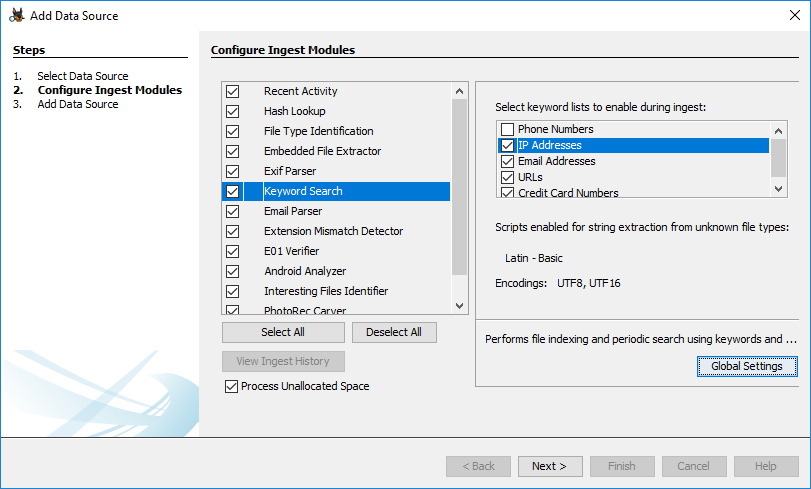 Add Data Source
Steps
1. Select Data Source
2. Configure Ingest Modules
3. Add Data Source
Configure Ingest Modules
Recent Activity
Hash Lookup
File Type Identification
Embedded File Extractor
Exif Parser
Keyword Search
Email Parser
Extension Mismatch Detector
E01 Verifier
Android Analyzer
Interesting Files Identifier
PhotoRec Carver
Select All
Deselect All
View Ingest History
Process Unallocated Space
Select keyword lists to enable during ingest:
Phone Numbers
IP Addresses
Email Addresses
URLs
Credit Card Numbers
Scripts enabled for string extraction from unknown file types:
Latin - Basic
Encodings: UTF8, UTF16
Performs file indexing and periodic search using keywords and ...
Global Settings
< Back
Next >
Finish
Cancel
Help